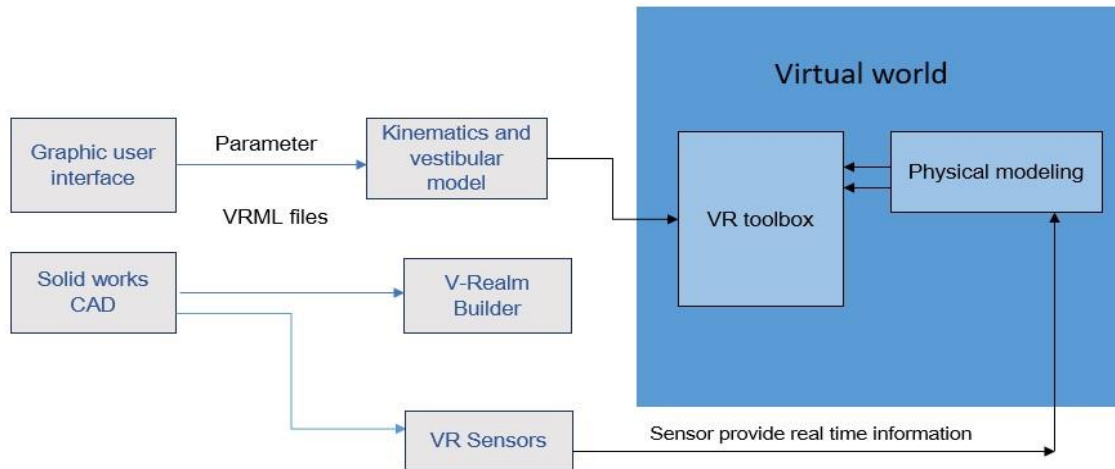 Virtual world
Graphic user
interface
Parameter
Kinematics and
vestibular
model
VR toolbox
Physical modeling
VRML files
Solid works
CAD
V-Realm
Builder
VR Sensors
Sensor provide real time information